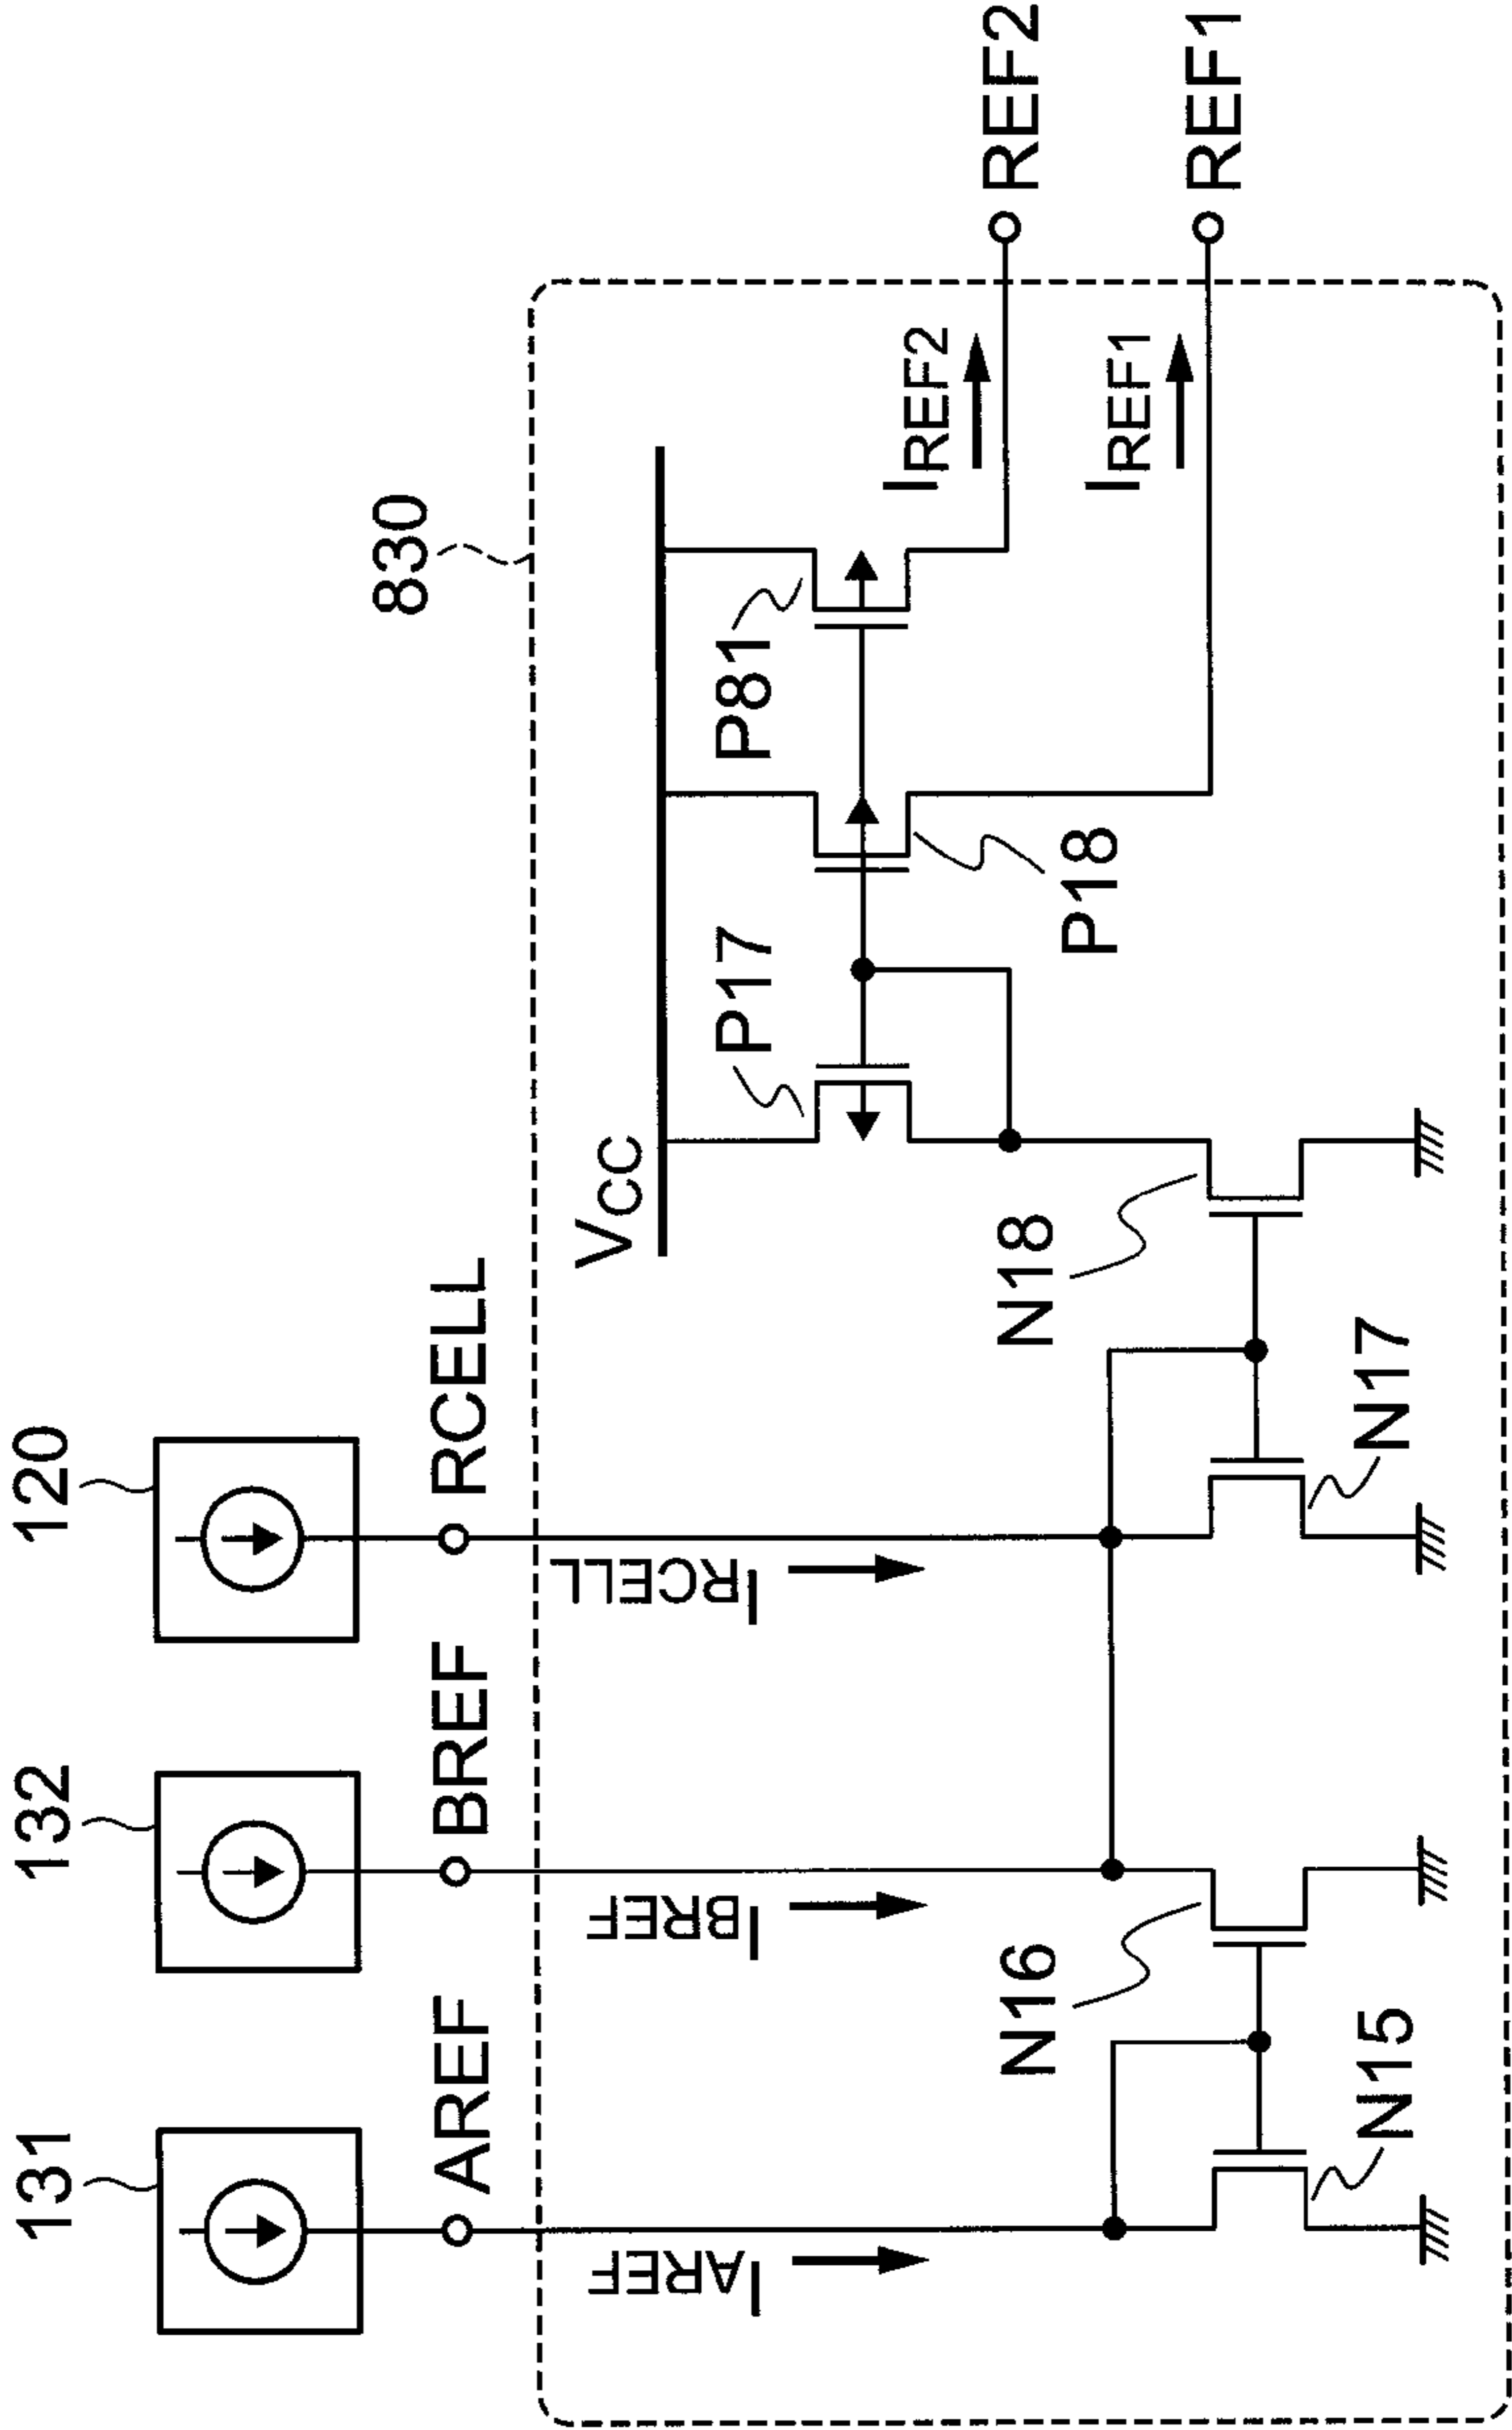 131
132
120
AREF
BREF
RCELL
830
IAREF
IBREF
IRCELL
VCC
P17
P81
P18
IREF2
IREF1
REF2
REF1
N16
N15
N18
N17